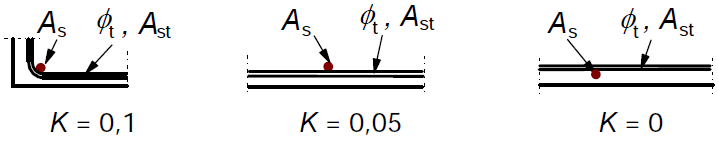 Aₛ ϕₜ , Aₛₜ Aₛ ϕₜ , Aₛₜ Aₛ ϕₜ , Aₛₜ
K = 0,1 K = 0,05 K = 0